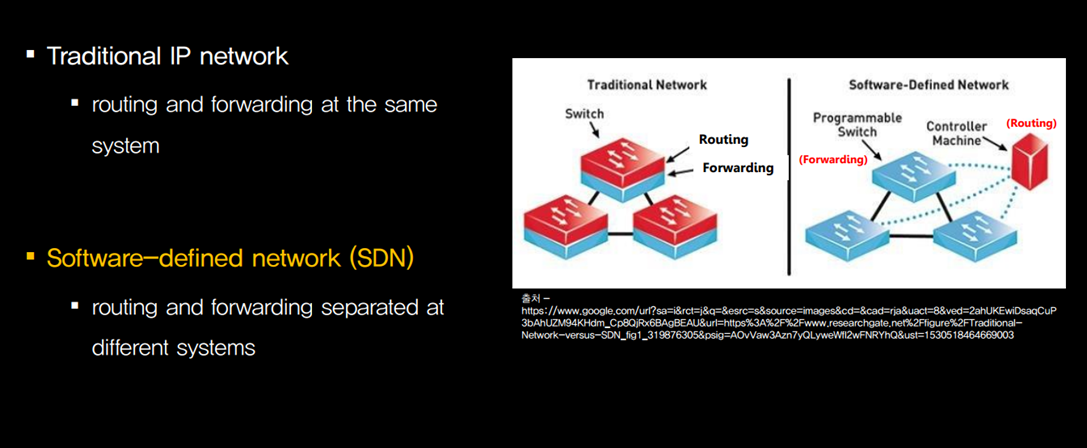 Traditional IP network
routing and forwarding at the same
system
Software-defined network (SDN)
routing and forwarding separated at
different systems
Traditional Network
Switch
Routing
Forwarding
Software-Defined Network
Programmable
Switch
(Forwarding)
Controller
Machine
(Routing)
출처 –
https://www.google.com/url?sa=i&rct=j&q=&esrc=s&source=images&cd=&cad=rja&uact=8&ved=2ahUKEwiDsaqCuP
3bAhUZM94KHdm_Cp8QjRx6BAgBEAU&url=https%3A%2F%2Fwww.researchgate.net%2Ffigure%2FTraditional-
Network-versus-SDN_fig1_319876305&psig=AOvVaw3Azn7yQLyweWfI2wFNRYhQ&ust=1530518464669003